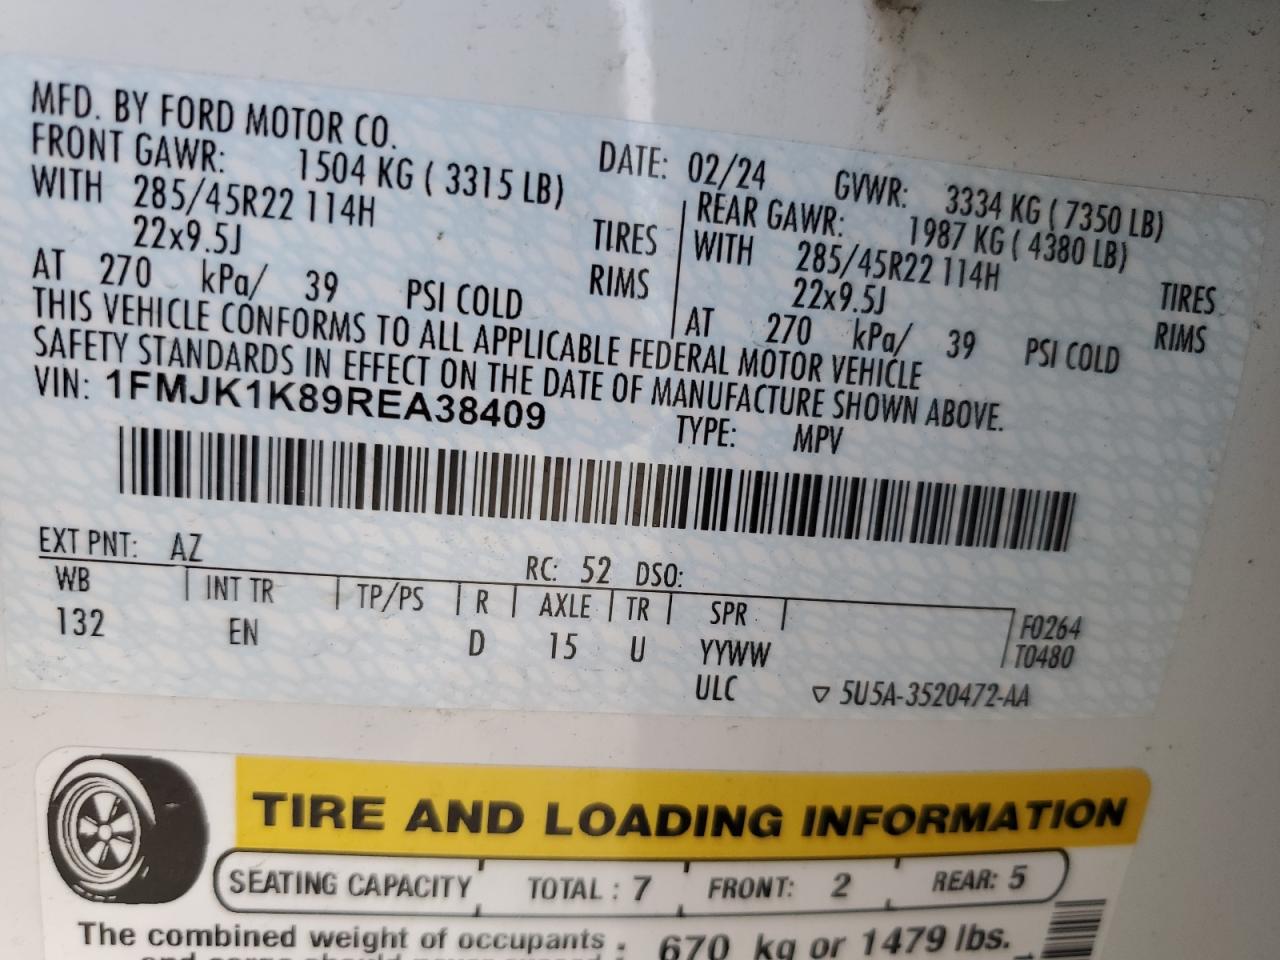 MFD. BY FORD MOTOR CO.
DATE: 02/24 GVWR: 3334 KG ( 7350 LB)
FRONT GAWR: 1504 KG ( 3315 LB) REAR GAWR: 1987 KG ( 4380 LB)
WITH 285/45R22 114H TIRES WITH 285/45R22 114H TIRES
22x9.5J RIMS 22x9.5J RIMS
AT 270 kPa/ 39 PSI COLD AT 270 kPa/ 39 PSI COLD
THIS VEHICLE CONFORMS TO ALL APPLICABLE FEDERAL MOTOR VEHICLE
SAFETY STANDARDS IN EFFECT ON THE DATE OF MANUFACTURE SHOWN ABOVE.
VIN: 1FMJK1K89REA38409 TYPE: MPV
EXT PNT: AZ RC: 52 DSO:
WB INT TR TP/PS R AXLE TR SPR F0264
132 EN D 15 U YYWW T0480
ULC ▽ 5U5A-3520472-AA
TIRE AND LOADING INFORMATION
SEATING CAPACITY TOTAL : 7 FRONT: 2 REAR: 5
The combined weight of occupants 670 kg or 1479 lbs.